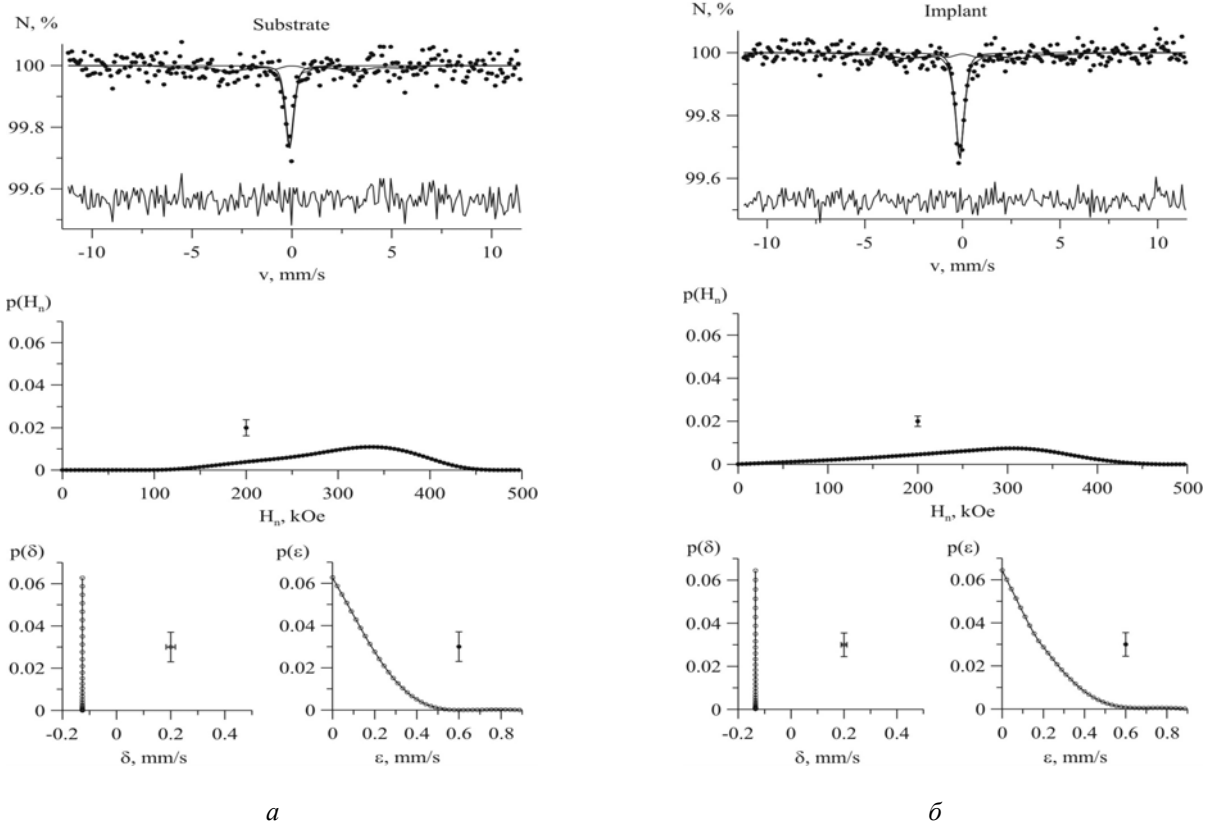 N, %
Substrate
100
99.8
99.6
-10 -5 0 5 10
v, mm/s
p(Hₙ)
0.06
0.04
0.02
0
0 100 200 300 400 500
Hₙ, kOe
p(δ)
0.06
0.04
0.02
0
-0.2 0 0.2 0.4
δ, mm/s
p(ε)
0.06
0.04
0.02
0
0 0.2 0.4 0.6 0.8
ε, mm/s
а
N, %
Implant
100
99.8
99.6
-10 -5 0 5 10
v, mm/s
p(Hₙ)
0.06
0.04
0.02
0
0 100 200 300 400 500
Hₙ, kOe
p(δ)
0.06
0.04
0.02
0
-0.2 0 0.2 0.4
δ, mm/s
p(ε)
0.06
0.04
0.02
0
0 0.2 0.4 0.6 0.8
ε, mm/s
б